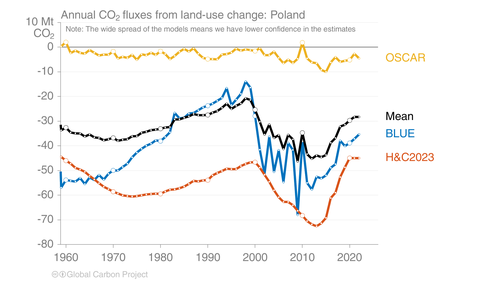 Annual CO₂ fluxes from land-use change: Poland
10 Mt
CO₂
Note: The wide spread of the models means we have lower confidence in the estimates
0
-10
-20
-30
-40
-50
-60
-70
-80
OSCAR
Mean
BLUE
H&C2023
1960 1970 1980 1990 2000 2010 2020
Global Carbon Project